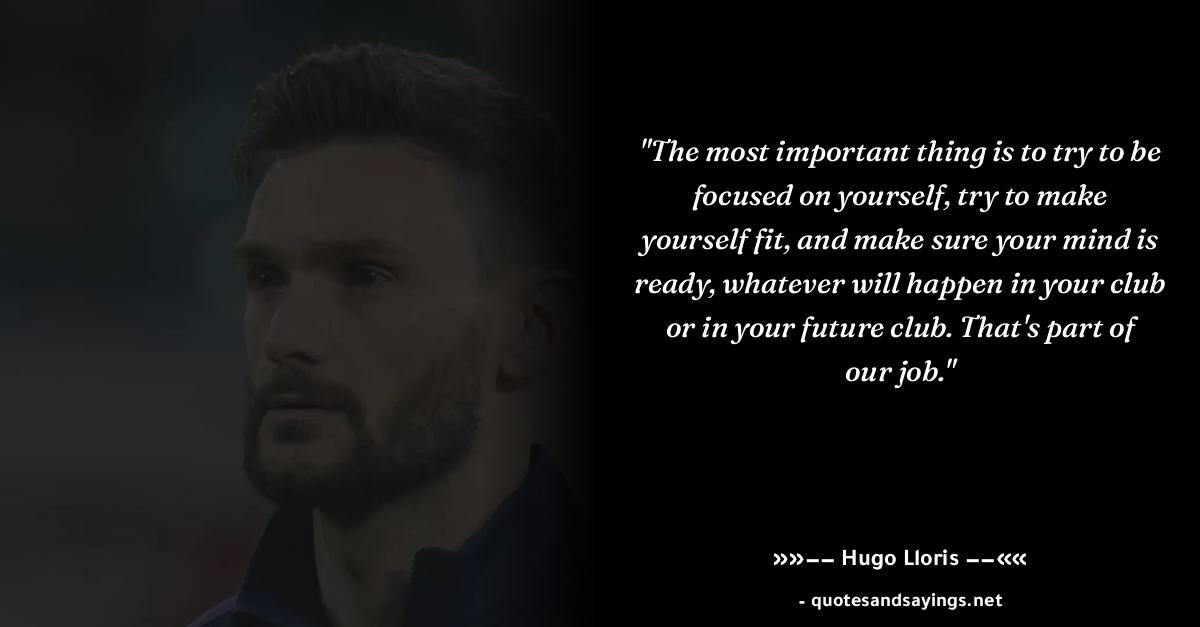 "The most important thing is to try to be
focused on yourself, try to make
yourself fit, and make sure your mind is
ready, whatever will happen in your club
or in your future club. That's part of
our job."
»»−− Hugo Lloris −−««
- quotesandsayings.net